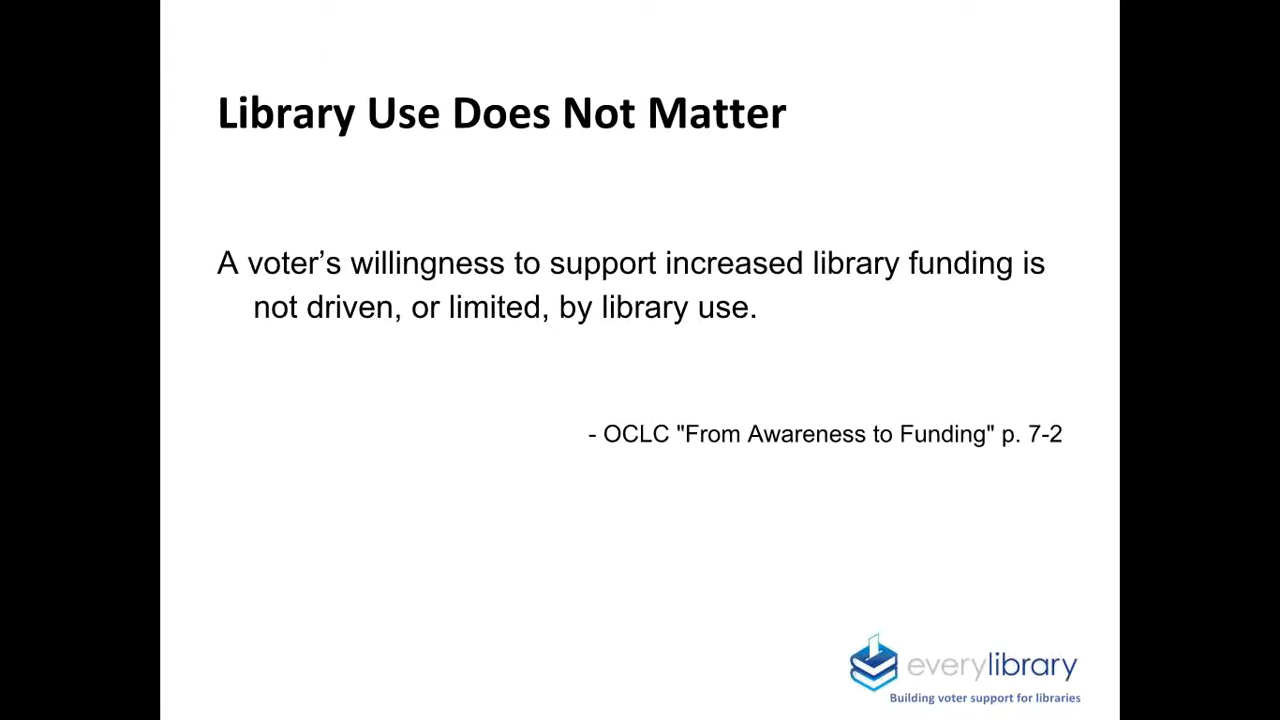 Library Use Does Not Matter
A voter’s willingness to support increased library funding is
not driven, or limited, by library use.
- OCLC "From Awareness to Funding" p. 7-2
everylibrary
Building voter support for libraries